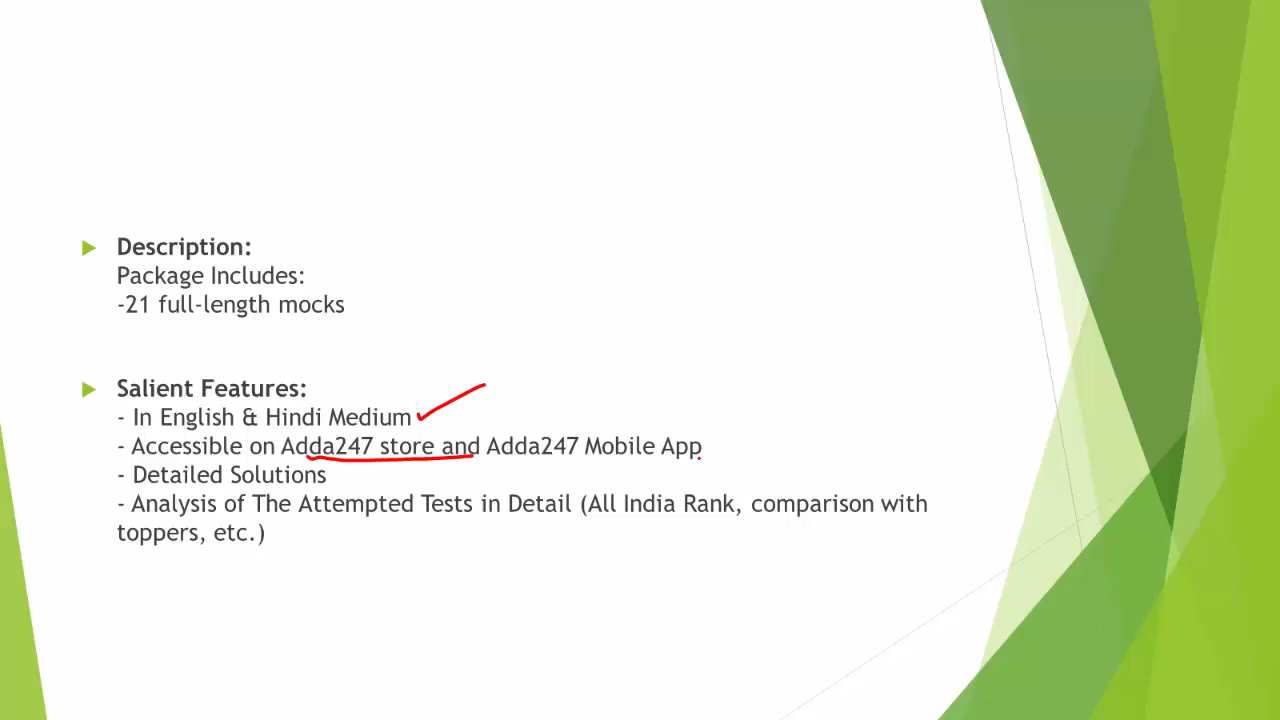 Description:
Package Includes:
-21 full-length mocks
Salient Features:
- In English & Hindi Medium
- Accessible on Adda247 store and Adda247 Mobile App
- Detailed Solutions
- Analysis of The Attempted Tests in Detail (All India Rank, comparison with
toppers, etc.)